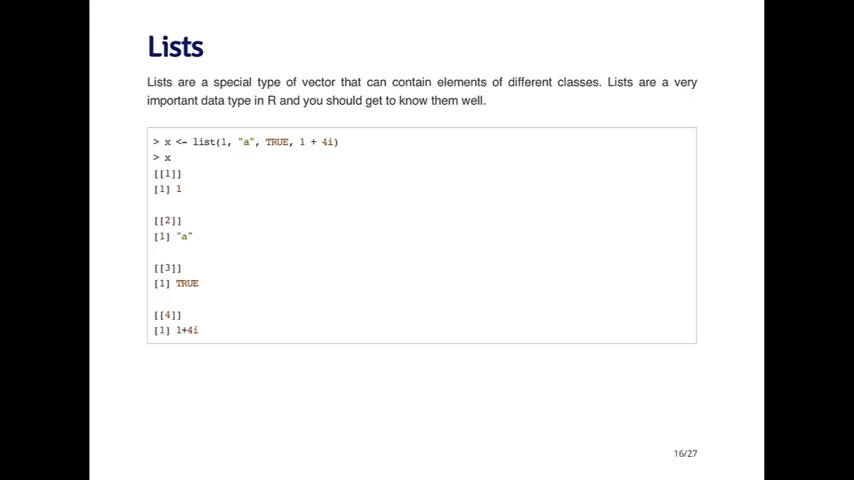 Lists
Lists are a special type of vector that can contain elements of different classes. Lists are a very
important data type in R and you should get to know them well.
> x <- list(1, "a", TRUE, 1 + 4i)
> x
[[1]]
[1] 1
[[2]]
[1] "a"
[[3]]
[1] TRUE
[[4]]
[1] 1+4i
16/27